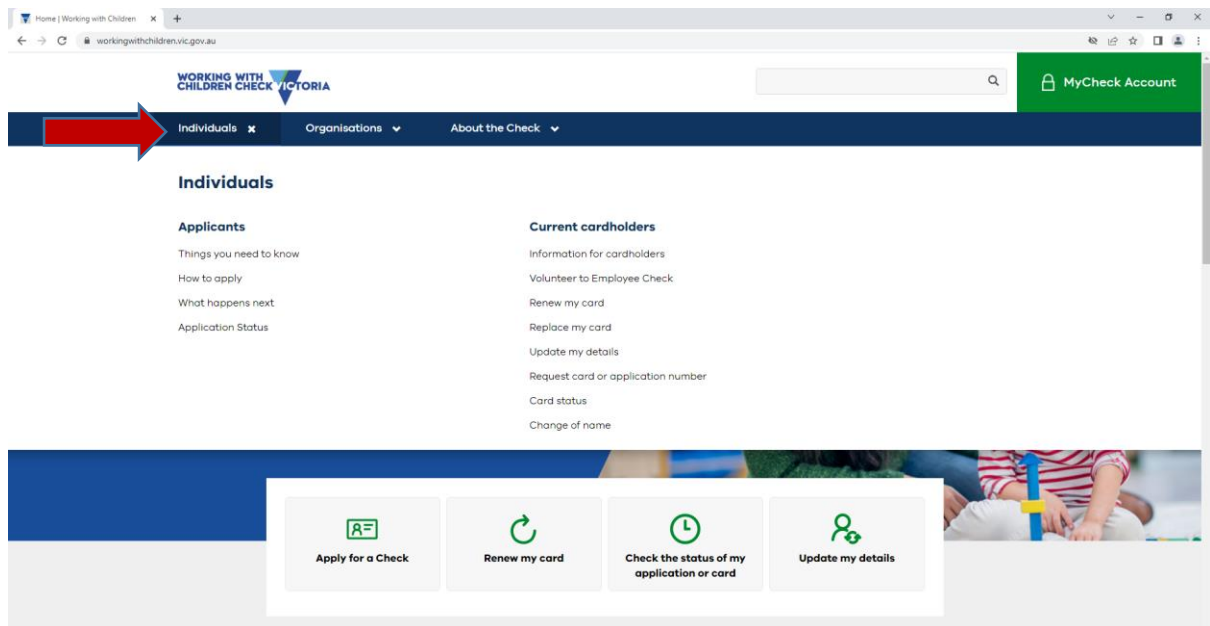 Home | Working with Children
workingwithchildren.vic.gov.au
WORKING WITH
CHILDREN CHECK VICTORIA
MyCheck Account
Individuals
Organisations
About the Check
Individuals
Applicants
Things you need to know
How to apply
What happens next
Application Status
Current cardholders
Information for cardholders
Volunteer to Employee Check
Renew my card
Replace my card
Update my details
Request card or application number
Card status
Change of name
Apply for a Check
Renew my card
Check the status of my
application or card
Update my details